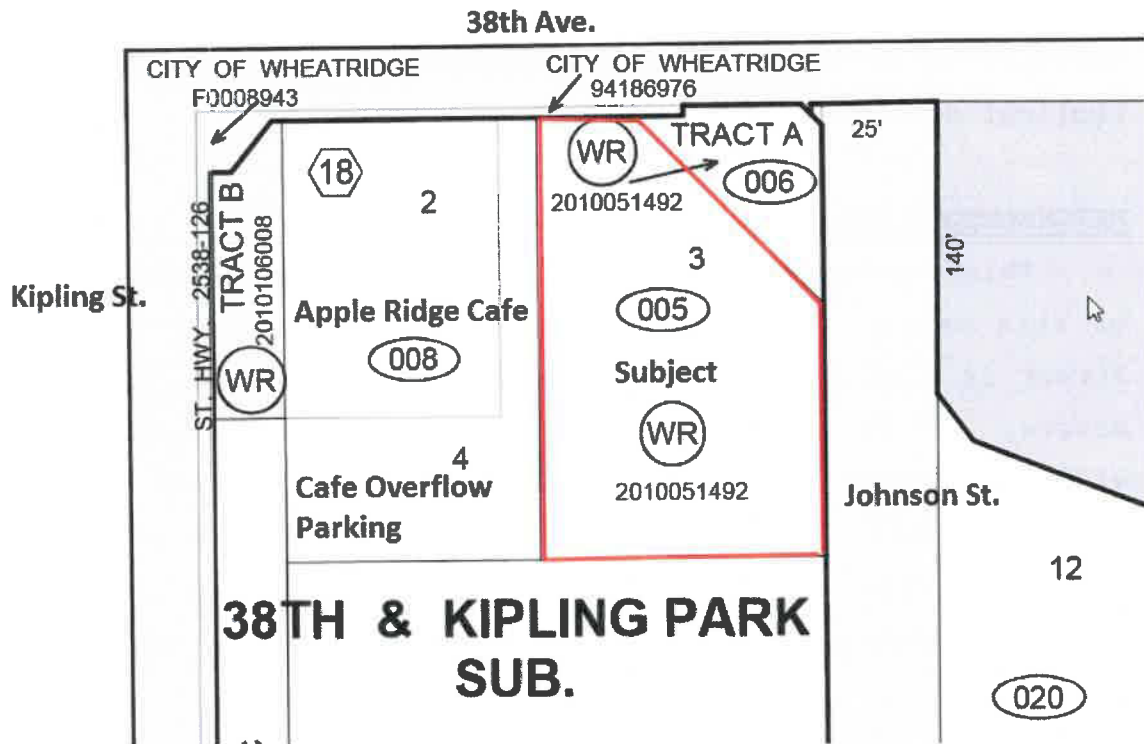 38th Ave.
CITY OF WHEATRIDGE
F0008943
CITY OF WHEATRIDGE
94186976
18
2
WR
TRACT A
006
2010051492
25'
140'
Kipling St.
ST. HWY. 2538-126
TRACT B
2010106008
WR
Apple Ridge Cafe
008
3
005
Subject
WR
2010051492
4
Cafe Overflow
Parking
Johnson St.
12
38TH & KIPLING PARK
SUB.
020